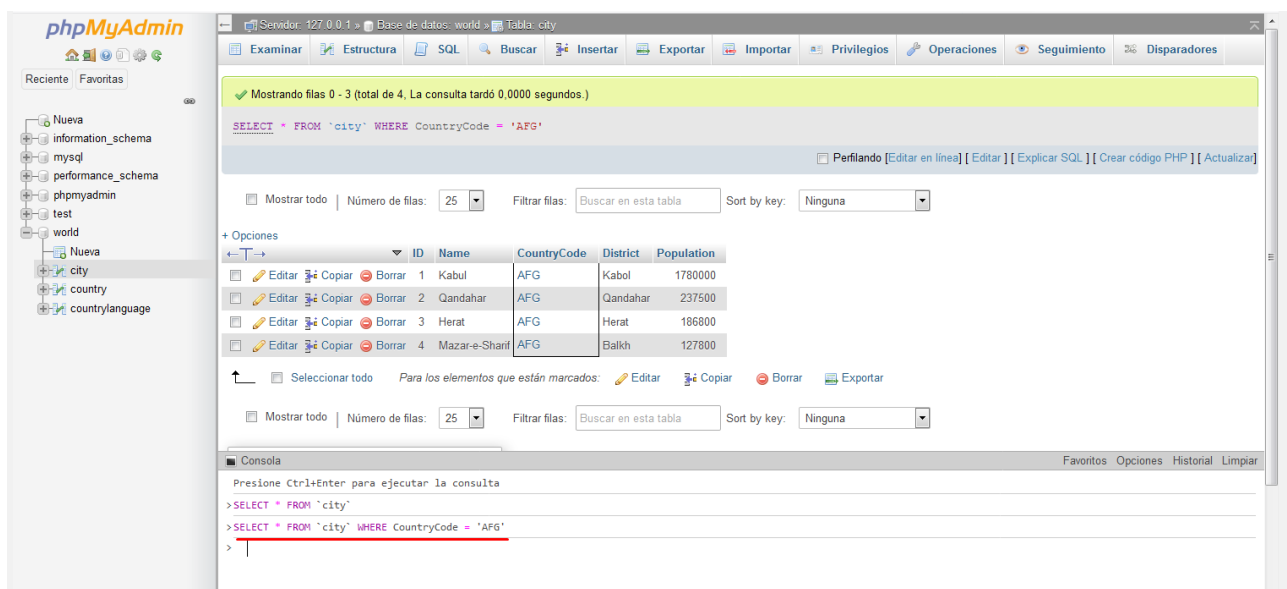 phpMyAdmin
Reciente Favoritas
Nueva
information_schema
mysql
performance_schema
phpmyadmin
test
world
Nueva
city
country
countrylanguage
Servidor: 127.0.0.1 » Base de datos: world » Tabla: city
Examinar Estructura SQL Buscar Insertar Exportar Importar Privilegios Operaciones Seguimiento Disparadores
Mostrando filas 0 - 3 (total de 4, La consulta tardó 0,0000 segundos.)
SELECT * FROM `city` WHERE CountryCode = 'AFG'
Perfilando [Editar en línea] [ Editar ] [ Explicar SQL ] [ Crear código PHP ] [ Actualizar]
Mostrar todo | Número de filas: 25 Filtrar filas: Buscar en esta tabla Sort by key: Ninguna
+ Opciones
←T→ ID Name CountryCode District Population
Editar Copiar Borrar 1 Kabul AFG Kabol 1780000
Editar Copiar Borrar 2 Qandahar AFG Qandahar 237500
Editar Copiar Borrar 3 Herat AFG Herat 186800
Editar Copiar Borrar 4 Mazar-e-Sharif AFG Balkh 127800
Seleccionar todo Para los elementos que están marcados: Editar Copiar Borrar Exportar
Mostrar todo | Número de filas: 25 Filtrar filas: Buscar en esta tabla Sort by key: Ninguna
Consola Favoritos Opciones Historial Limpiar
Presione Ctrl+Enter para ejecutar la consulta
>SELECT * FROM `city`
>SELECT * FROM `city` WHERE CountryCode = 'AFG'
>